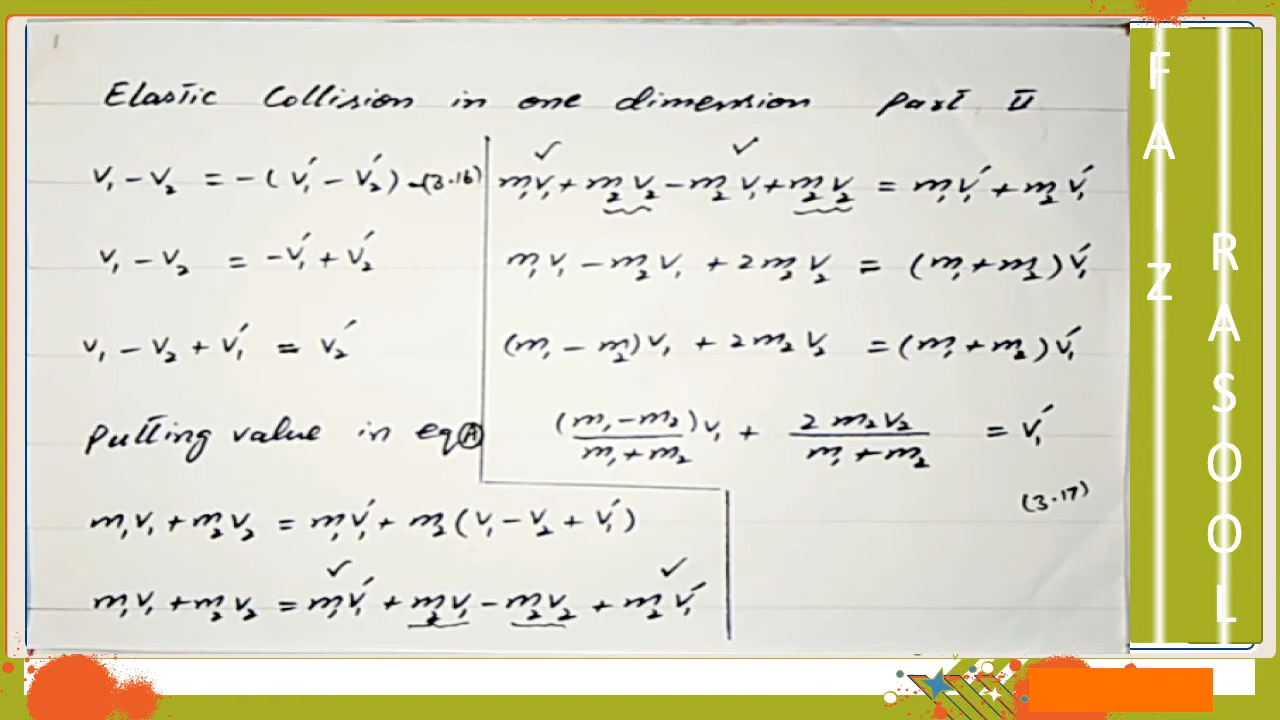 Elastic Collision in one dimension Part II
v₁ - v₂ = -(v₁′ - v₂′) -(3.16)
v₁ - v₂ = -v₁′ + v₂′
v₁ - v₂ + v₁′ = v₂′
Putting value in eq Ⓐ
m₁v₁ + m₂v₂ = m₁v₁′ + m₂(v₁ - v₂ + v₁′)
m₁v₁ + m₂v₂ = m₁v₁′ + m₂v₁ - m₂v₂ + m₂v₁′
m₁v₁ + m₂v₂ - m₂v₁ + m₂v₂ = m₁v₁′ + m₂v₁′
m₁v₁ - m₂v₁ + 2m₂v₂ = (m₁ + m₂)v₁′
(m₁ - m₂)v₁ + 2m₂v₂ = (m₁ + m₂)v₁′
(m₁ - m₂)/(m₁ + m₂) v₁ + 2m₂v₂/(m₁ + m₂) = v₁′
(3.17)
FAIZ
RASOOL